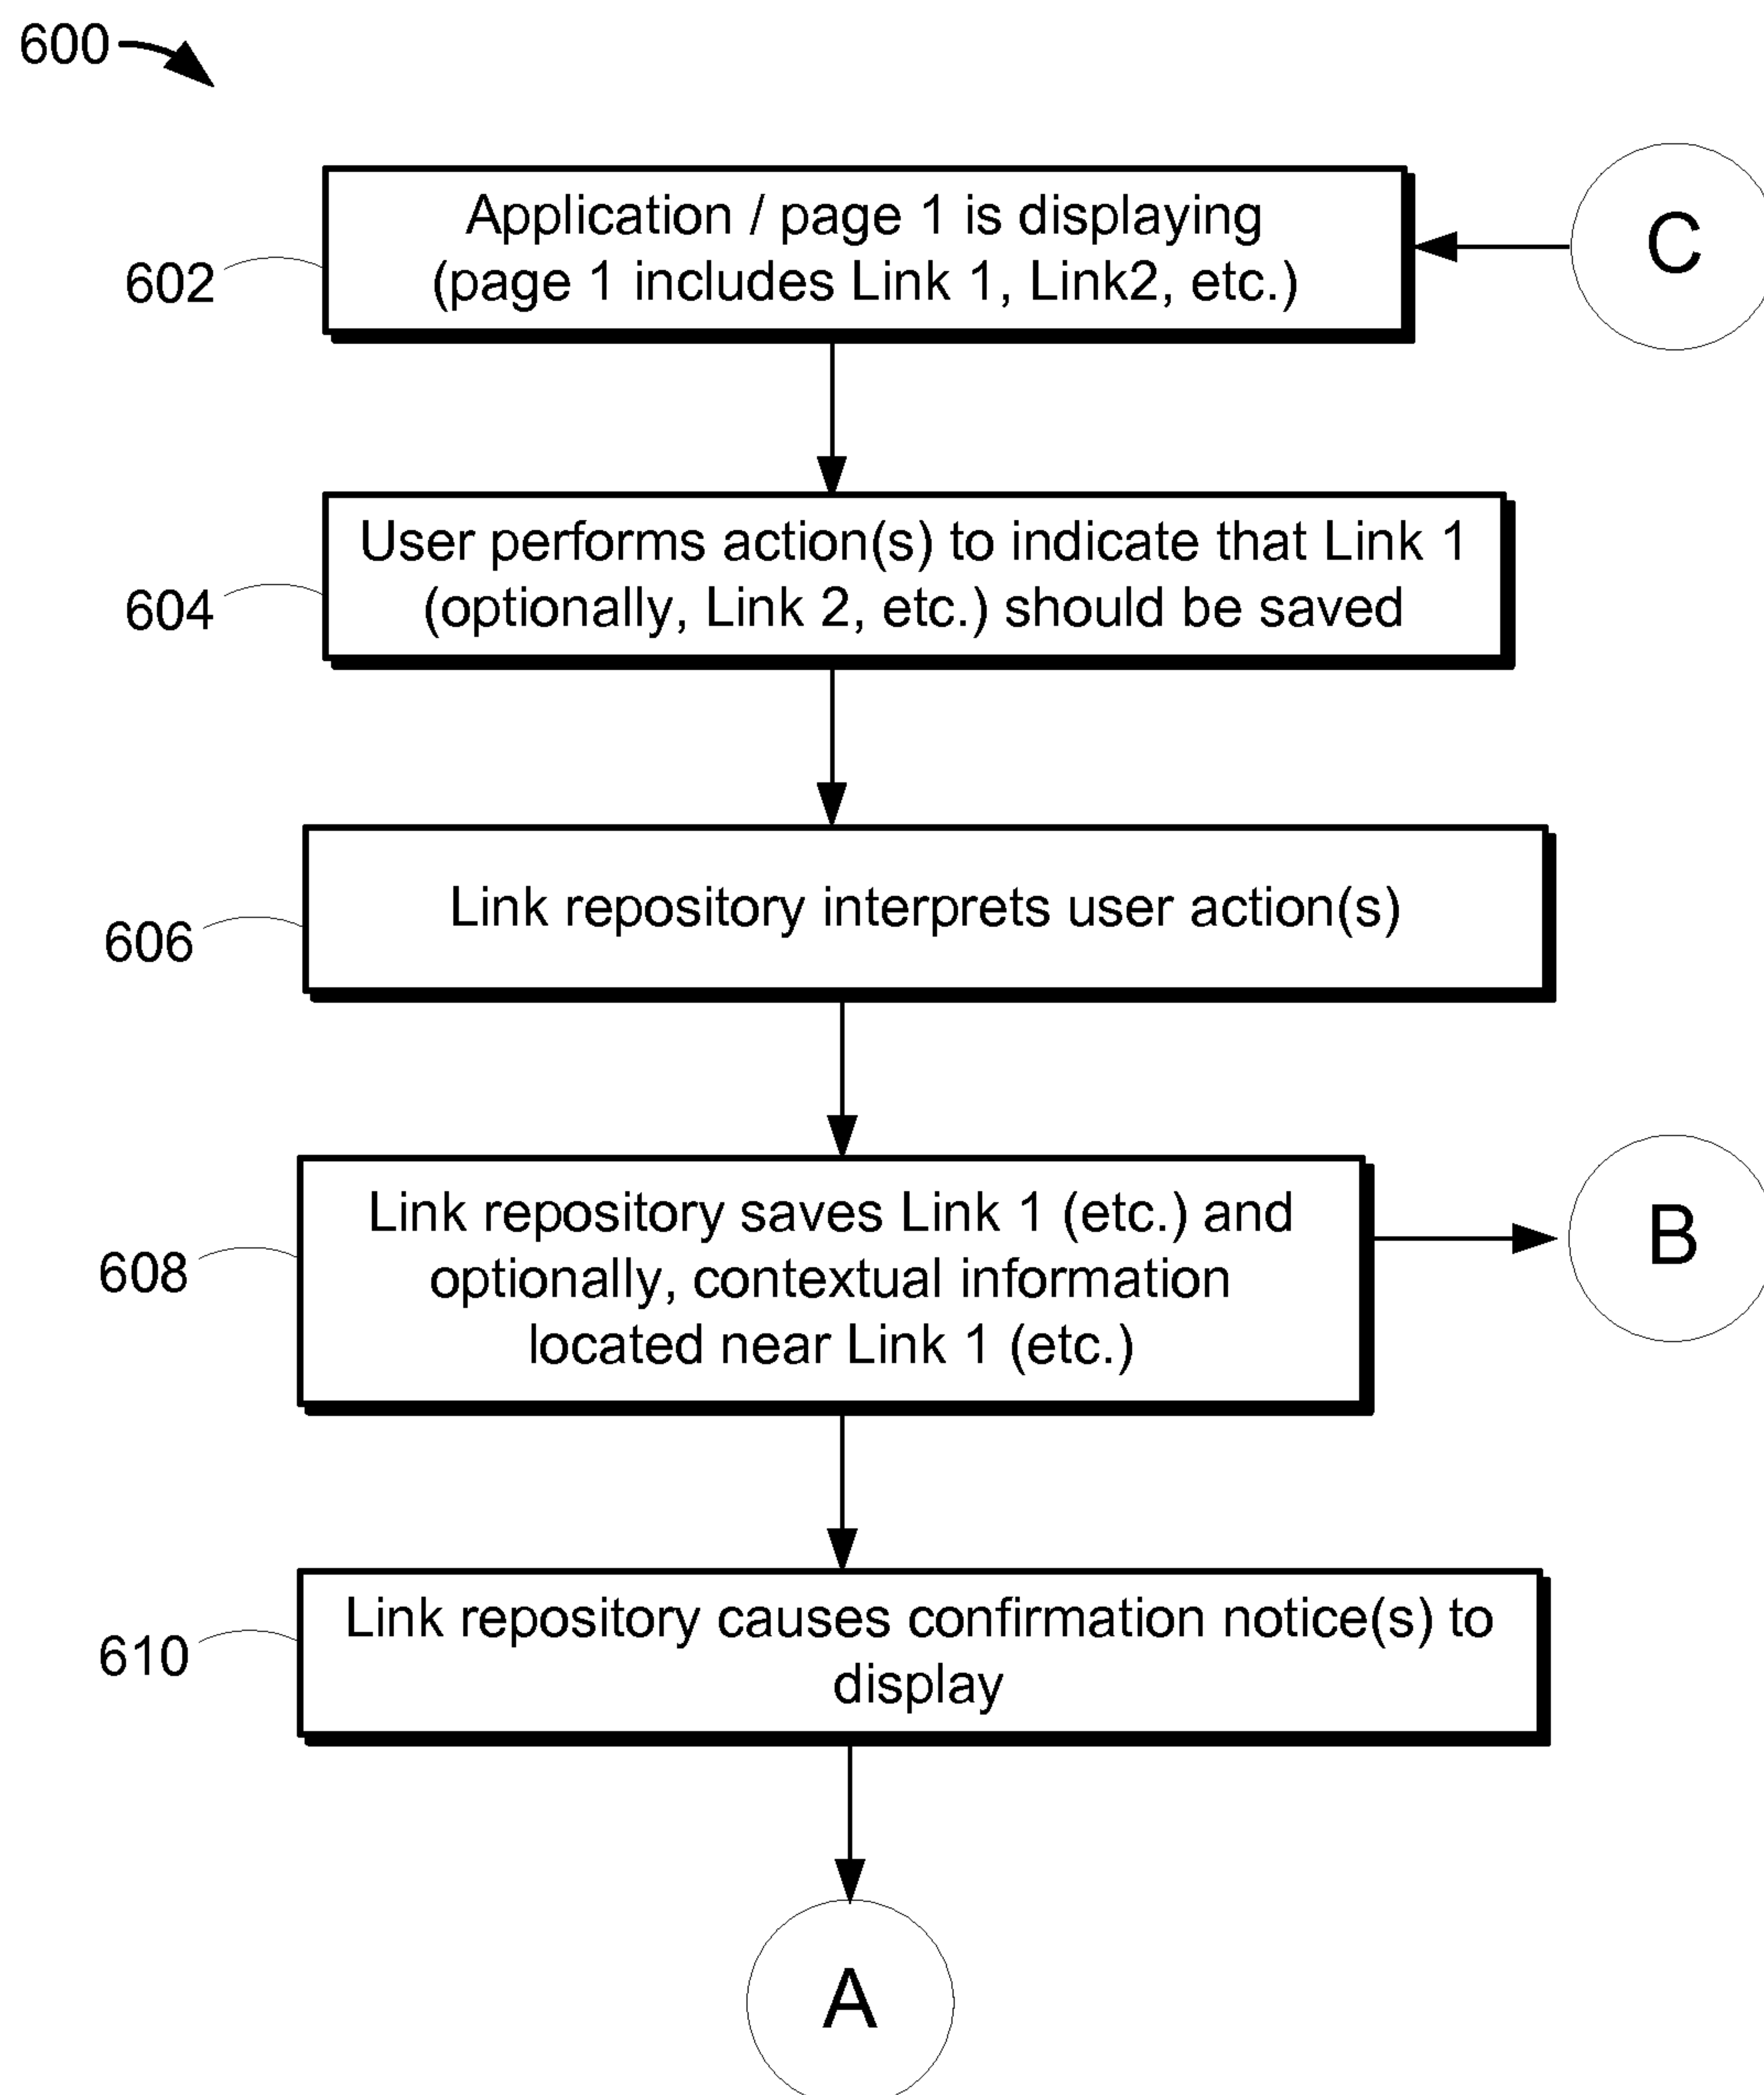 600
Application / page 1 is displaying
(page 1 includes Link 1, Link2, etc.)
C
602
User performs action(s) to indicate that Link 1
(optionally, Link 2, etc.) should be saved
604
Link repository interprets user action(s)
606
Link repository saves Link 1 (etc.) and
optionally, contextual information
located near Link 1 (etc.)
B
608
Link repository causes confirmation notice(s) to
display
610
A